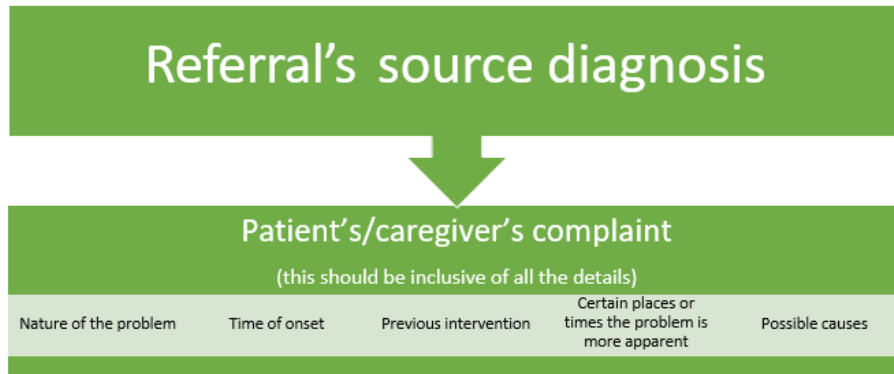 Referral's source diagnosis
Patient's/caregiver's complaint
(this should be inclusive of all the details)
Nature of the problem
Time of onset
Previous intervention
Certain places or
times the problem is
more apparent
Possible causes